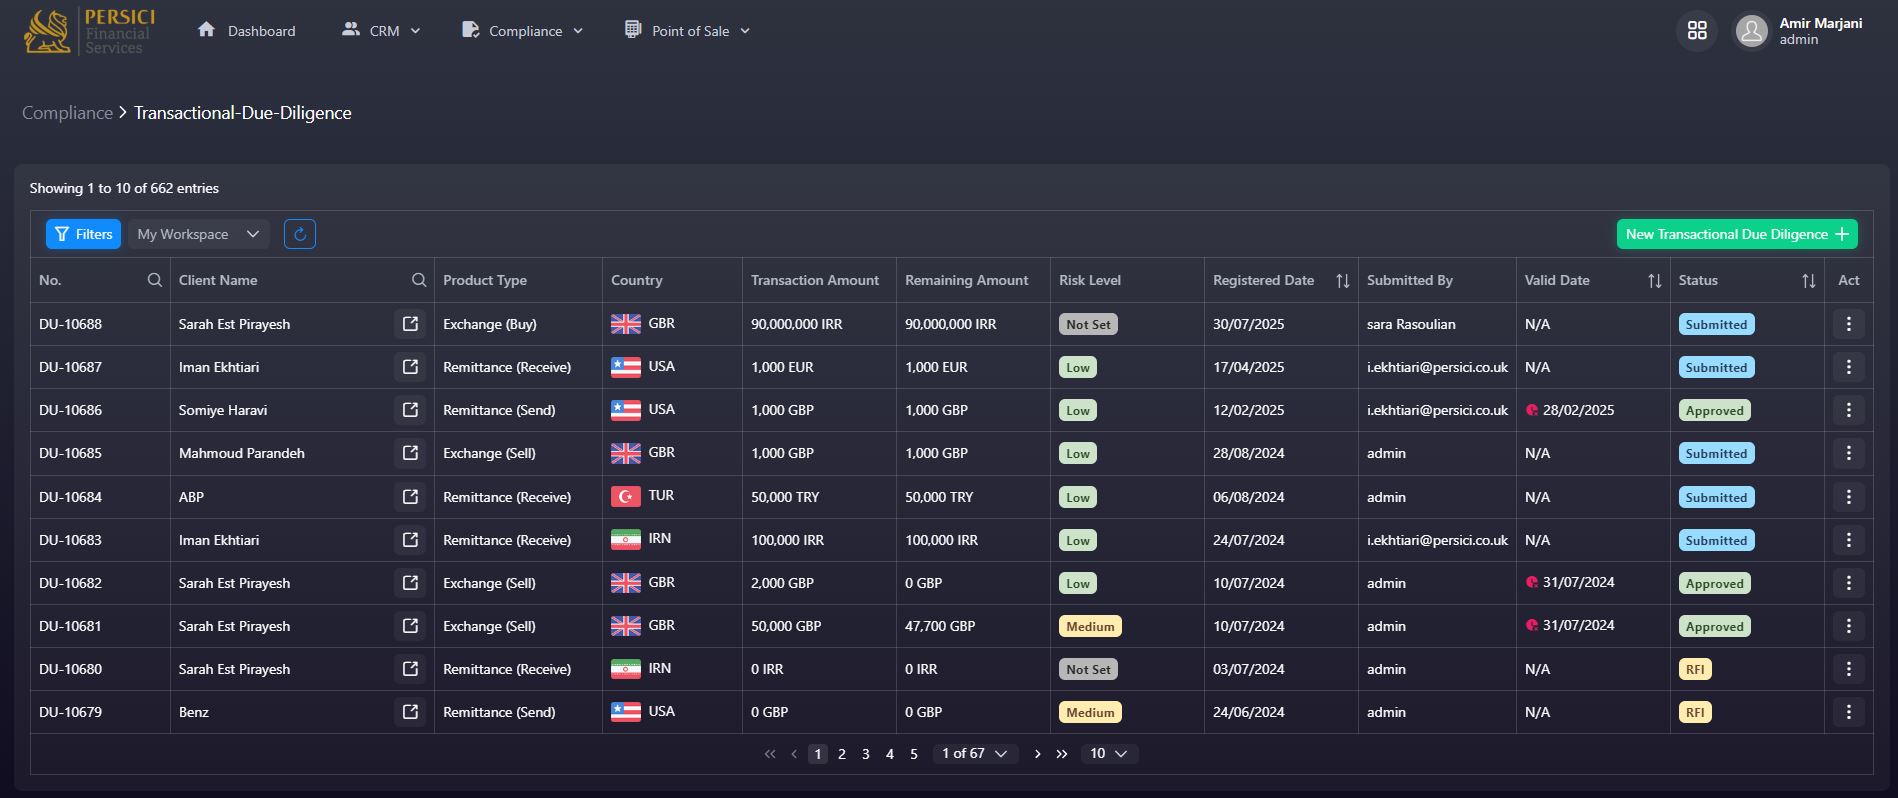 PERSICI
Financial
Services
Dashboard
CRM
Compliance
Point of Sale
Amir Marjani
admin
Compliance > Transactional-Due-Diligence
Showing 1 to 10 of 662 entries
Filters My Workspace New Transactional Due Diligence +
No. Client Name Product Type Country Transaction Amount Remaining Amount Risk Level Registered Date Submitted By Valid Date Status Act
DU-10688 Sarah Est Pirayesh Exchange (Buy) GBR 90,000,000 IRR 90,000,000 IRR Not Set 30/07/2025 sara Rasoulian N/A Submitted
DU-10687 Iman Ekhtiari Remittance (Receive) USA 1,000 EUR 1,000 EUR Low 17/04/2025 i.ekhtiari@persici.co.uk N/A Submitted
DU-10686 Somiye Haravi Remittance (Send) USA 1,000 GBP 1,000 GBP Low 12/02/2025 i.ekhtiari@persici.co.uk 28/02/2025 Approved
DU-10685 Mahmoud Parandeh Exchange (Sell) GBR 1,000 GBP 1,000 GBP Low 28/08/2024 admin N/A Submitted
DU-10684 ABP Remittance (Receive) TUR 50,000 TRY 50,000 TRY Low 06/08/2024 admin N/A Submitted
DU-10683 Iman Ekhtiari Remittance (Receive) IRN 100,000 IRR 100,000 IRR Low 24/07/2024 i.ekhtiari@persici.co.uk N/A Submitted
DU-10682 Sarah Est Pirayesh Exchange (Sell) GBR 2,000 GBP 0 GBP Low 10/07/2024 admin 31/07/2024 Approved
DU-10681 Sarah Est Pirayesh Exchange (Sell) GBR 50,000 GBP 47,700 GBP Medium 10/07/2024 admin 31/07/2024 Approved
DU-10680 Sarah Est Pirayesh Remittance (Receive) IRN 0 IRR 0 IRR Not Set 03/07/2024 admin N/A RFI
DU-10679 Benz Remittance (Send) USA 0 GBP 0 GBP Medium 24/06/2024 admin N/A RFI
« ‹ 1 2 3 4 5 1 of 67 › » 10